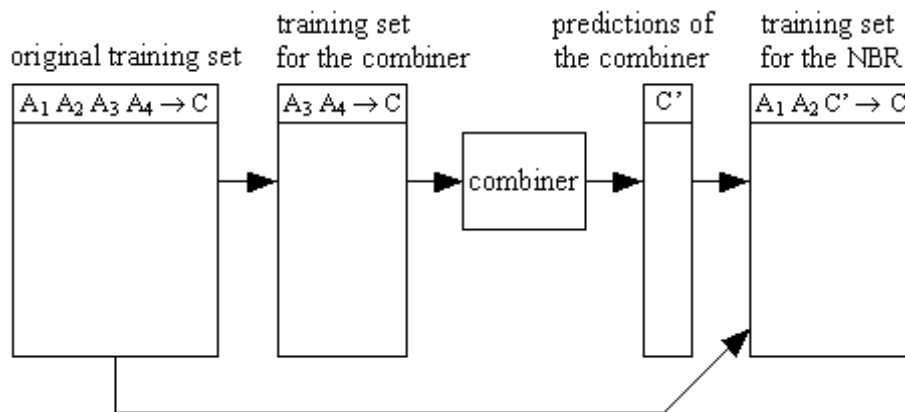 original training set
A₁ A₂ A₃ A₄ → C
training set
for the combiner
A₃ A₄ → C
combiner
predictions of
the combiner
C’
training set
for the NBR
A₁ A₂ C’ → C